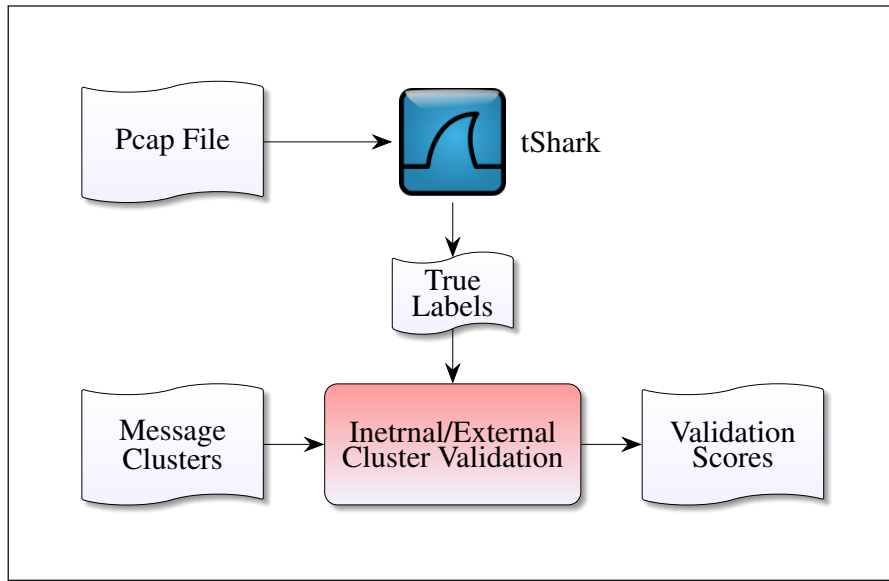 Pcap File
tShark
True
Labels
Message
Clusters
Inetrnal/External
Cluster Validation
Validation
Scores